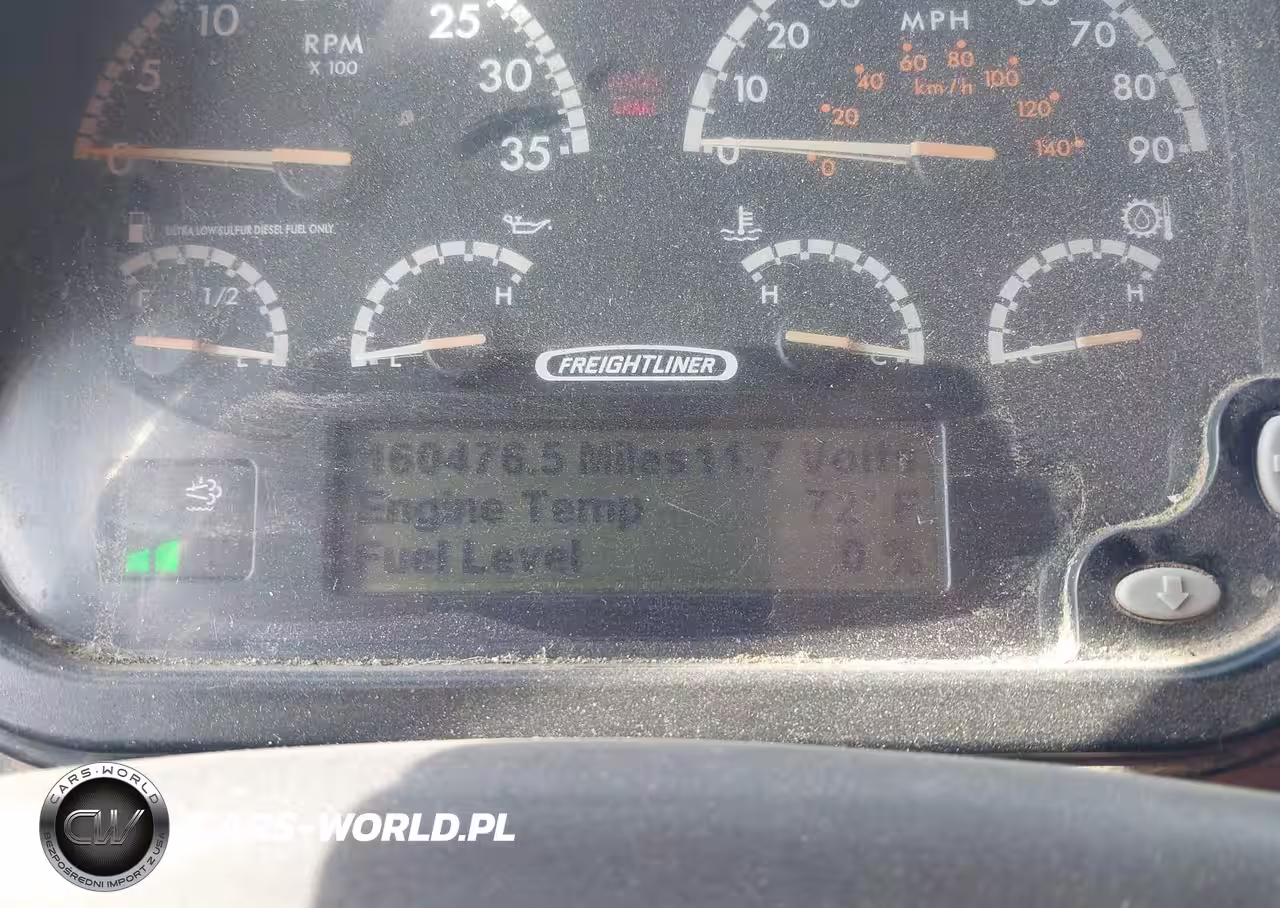 10
25
RPM
X 100
5
30
35
0
MPH
20
70
10
80
0
90
60
80
40
100
km/h
20
120
0
140
ULTRA LOW SULFUR DIESEL FUEL ONLY
1/2
H
H
H
L
C
FREIGHTLINER
160476.5 Miles 11.7 Volts
Engine Temp 72° F
Fuel Level 0 %
CARS-WORLD
CW
BEZPOŚREDNI IMPORT Z USA
CARS-WORLD.PL